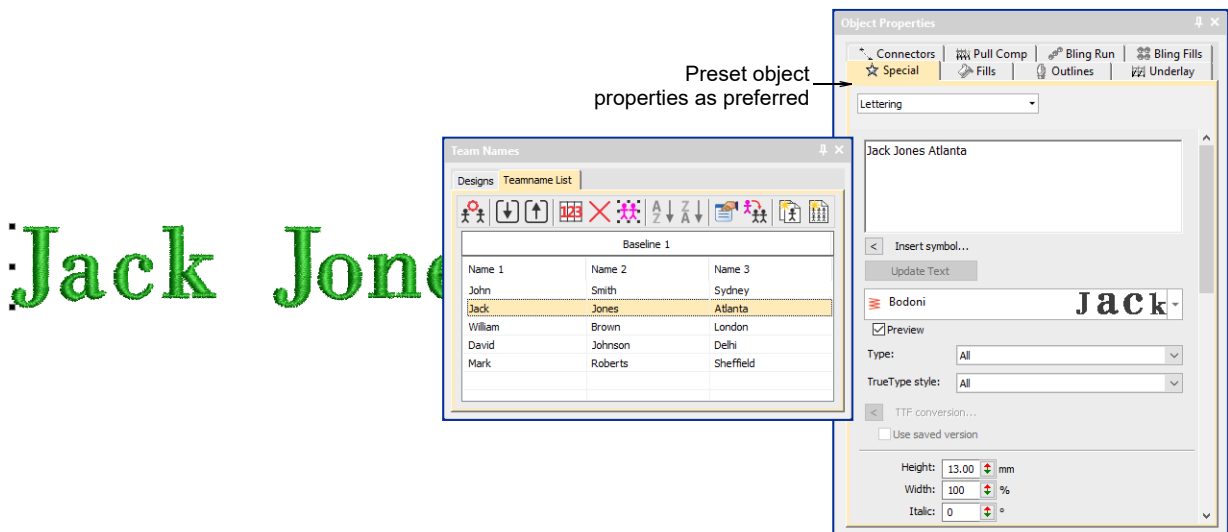 Object Properties
Connectors Pull Comp Bling Run Bling Fills
Special Fills Outlines Underlay
Preset object
properties as preferred
Lettering
Jack Jones Atlanta
Team Names
Designs Teamname List
123 A Z Z A
Baseline 1
Name 1 Name 2 Name 3
John Smith Sydney
Jack Jones Atlanta
William Brown London
David Johnson Delhi
Mark Roberts Sheffield
Jack Jone
< Insert symbol...
Update Text
Bodoni Jack
Preview
Type: All
TrueType style: All
< TTF conversion...
Use saved version
Height: 13.00 mm
Width: 100 %
Italic: 0 °